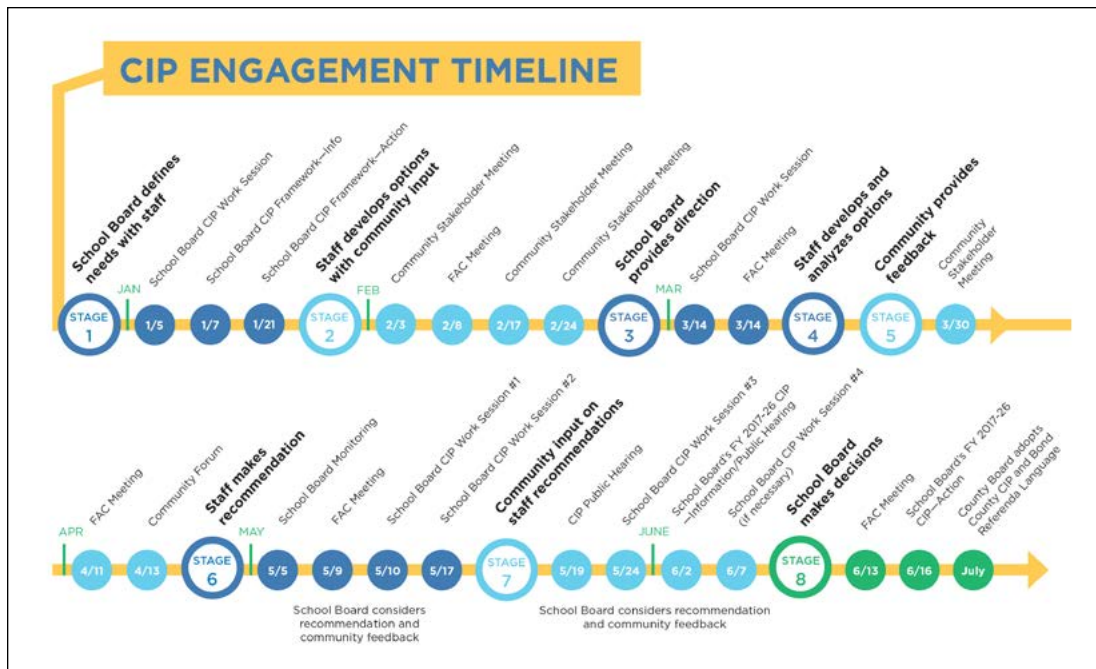 CIP ENGAGEMENT TIMELINE
School Board defines
needs with staff
School Board CIP Work Session
School Board CIP Framework—Info
School Board CIP Framework—Action
Staff develops options
with community input
Community Stakeholder Meeting
FAC Meeting
Community Stakeholder Meeting
Community Stakeholder Meeting
School Board
provides direction
School Board CIP Work Session
FAC Meeting
Staff develops and
analyzes options
Community provides
feedback
Community
Stakeholder
Meeting
JAN
FEB
MAR
STAGE
1
1/5
1/7
1/21
STAGE
2
2/3
2/8
2/17
2/24
STAGE
3
3/14
3/14
STAGE
4
STAGE
5
3/30
FAC Meeting
Community Forum
Staff makes
recommendation
School Board Monitoring
FAC Meeting
School Board CIP Work Session #1
School Board CIP Work Session #2
Community input on
staff recommendations
CIP Public Hearing
School Board CIP Work Session #3
School Board's FY 2017-26 CIP
—Information/Public Hearing
School Board CIP Work Session #4
(if necessary)
School Board
makes decisions
FAC Meeting
School Board's FY 2017-26
CIP—Action
County Board adopts
County CIP and Bond
Referenda Language
APR
MAY
JUNE
4/11
4/13
STAGE
6
5/5
5/9
5/10
5/17
STAGE
7
5/19
5/24
6/2
6/7
STAGE
8
6/13
6/16
July
School Board considers
recommendation and
community feedback
School Board considers recommendation
and community feedback